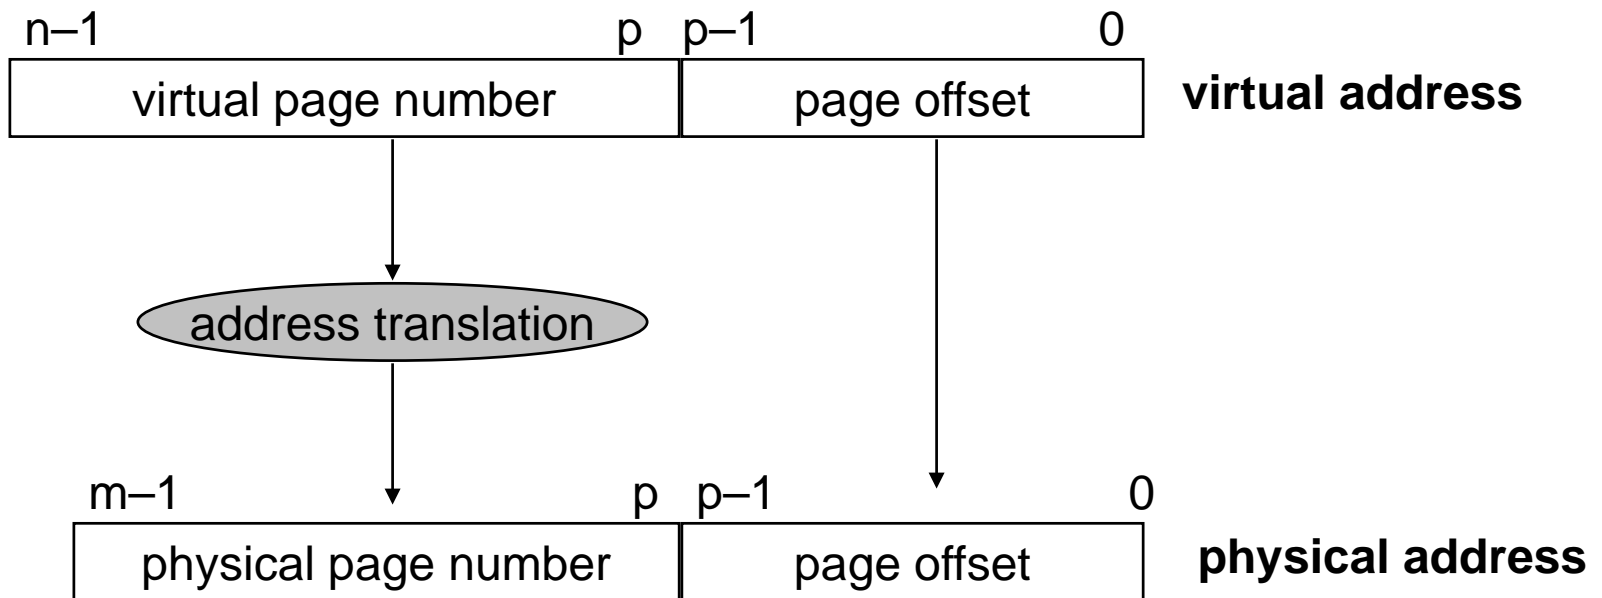 n–1 p p–1 0
virtual page number page offset virtual address
address translation
m–1 p p–1 0
physical page number page offset physical address